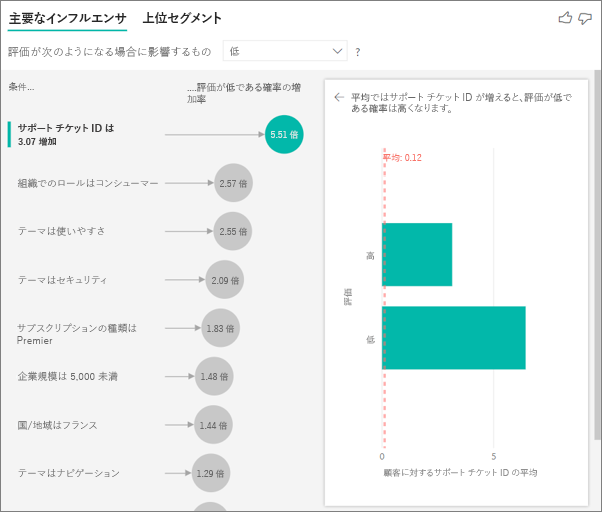 主要なインフルエンサ 上位セグメント
評価が次のようになる場合に影響するもの 低 ?
条件...
....評価が低である確率の増
加率
サポート チケット ID は
3.07 増加
5.51 倍
組織でのロールはコンシューマー
2.57 倍
テーマは使いやすさ
2.55 倍
テーマはセキュリティ
2.09 倍
サブスクリプションの種類は
Premier
1.83 倍
企業規模は 5,000 未満
1.48 倍
国/地域はフランス
1.44 倍
テーマはナビゲーション
1.29 倍
平均ではサポート チケット ID が増えると、評価が低で
ある確率は高くなります。
平均: 0.12
高
評価
低
0 5
顧客に対するサポート チケット ID の平均